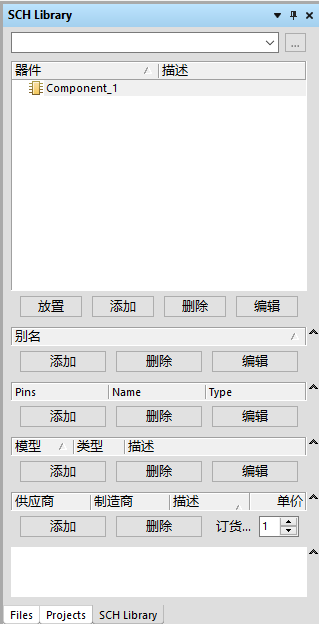 SCH Library
...
器件 描述
Component_1
放置 添加 删除 编辑
别名
添加 删除 编辑
Pins Name Type
添加 删除 编辑
模型 类型 描述
添加 删除 编辑
供应商 制造商 描述 单价
添加 删除 订货... 1
Files Projects SCH Library